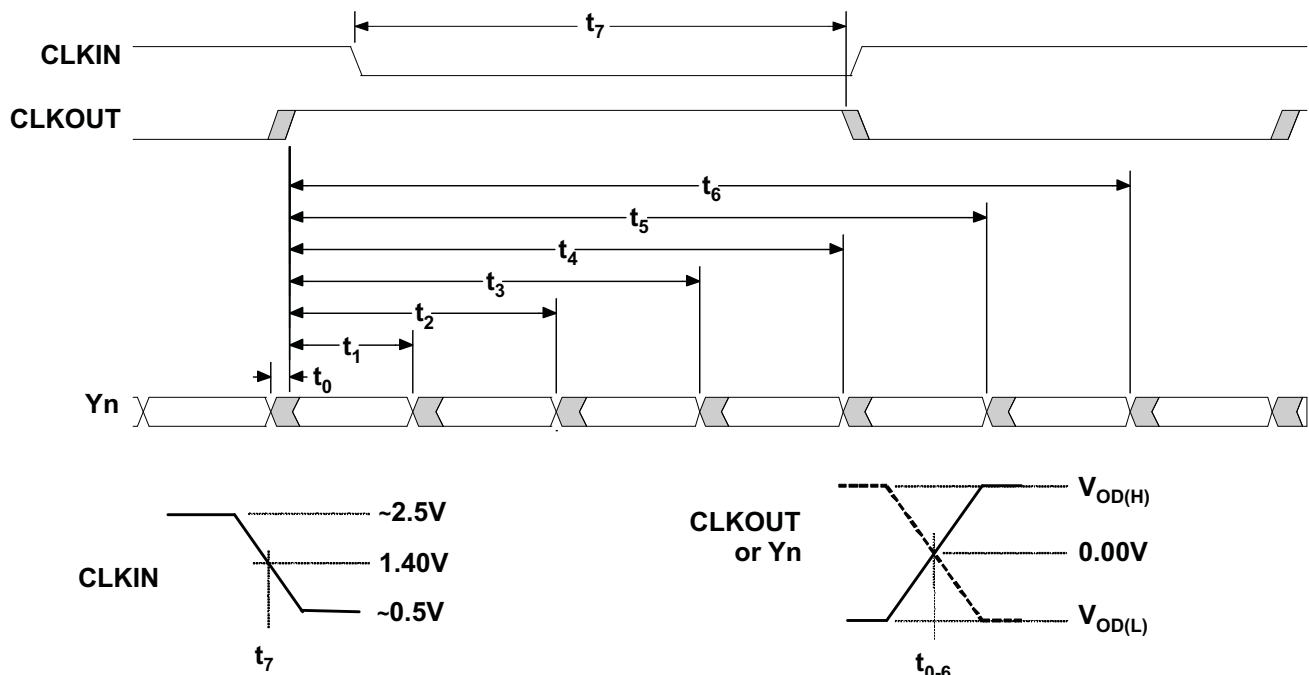 t7
CLKIN
CLKOUT
t6
t5
t4
t3
t2
t1
t0
Yn
~2.5V
1.40V
CLKIN
~0.5V
t7
VOD(H)
CLKOUT
or Yn
0.00V
VOD(L)
t0-6